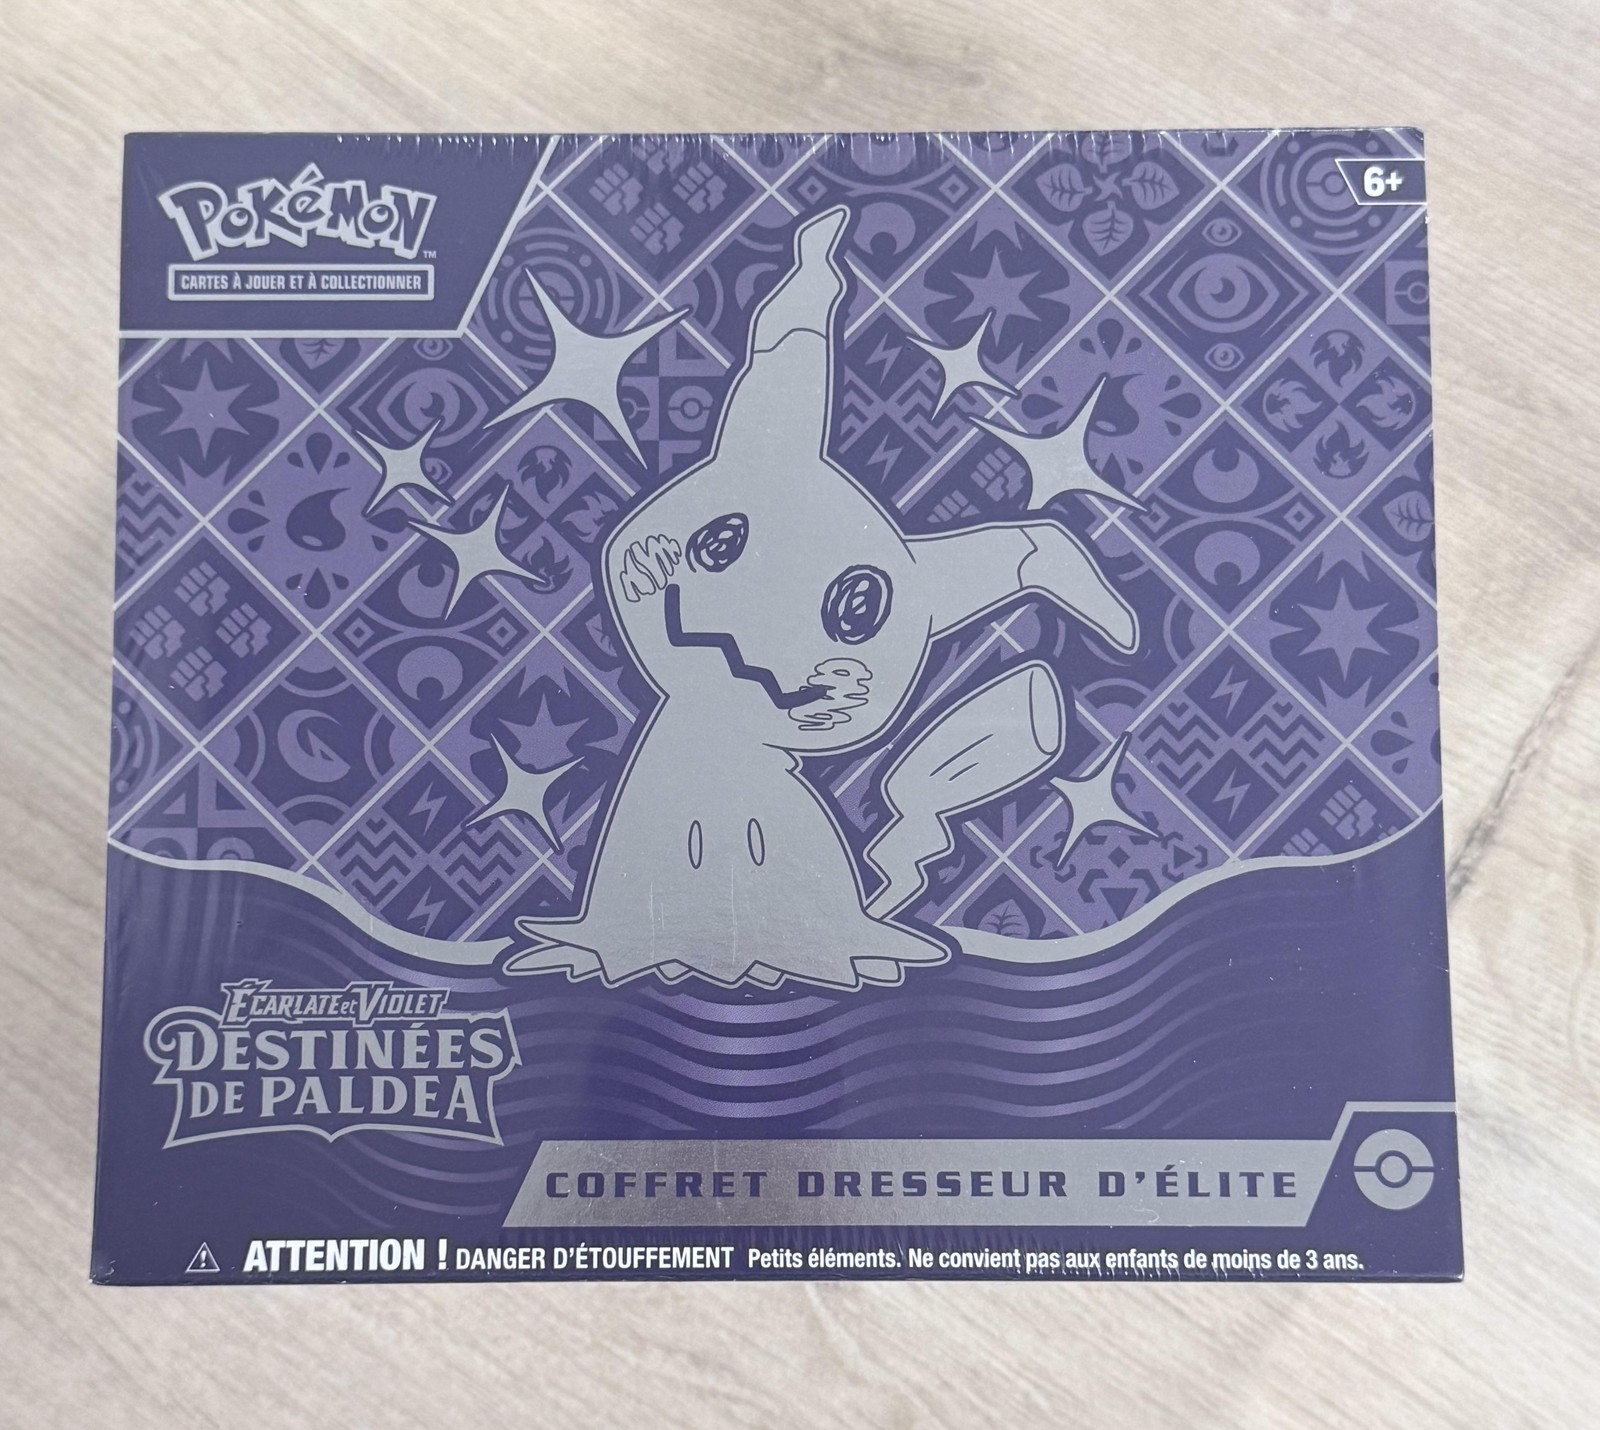 POKéMON™
CARTES À JOUER ET À COLLECTIONNER
6+
ÉCARLATE et VIOLET
DESTINÉES
DE PALDEA
COFFRET DRESSEUR D'ÉLITE
ATTENTION ! DANGER D'ÉTOUFFEMENT Petits éléments. Ne convient pas aux enfants de moins de 3 ans.